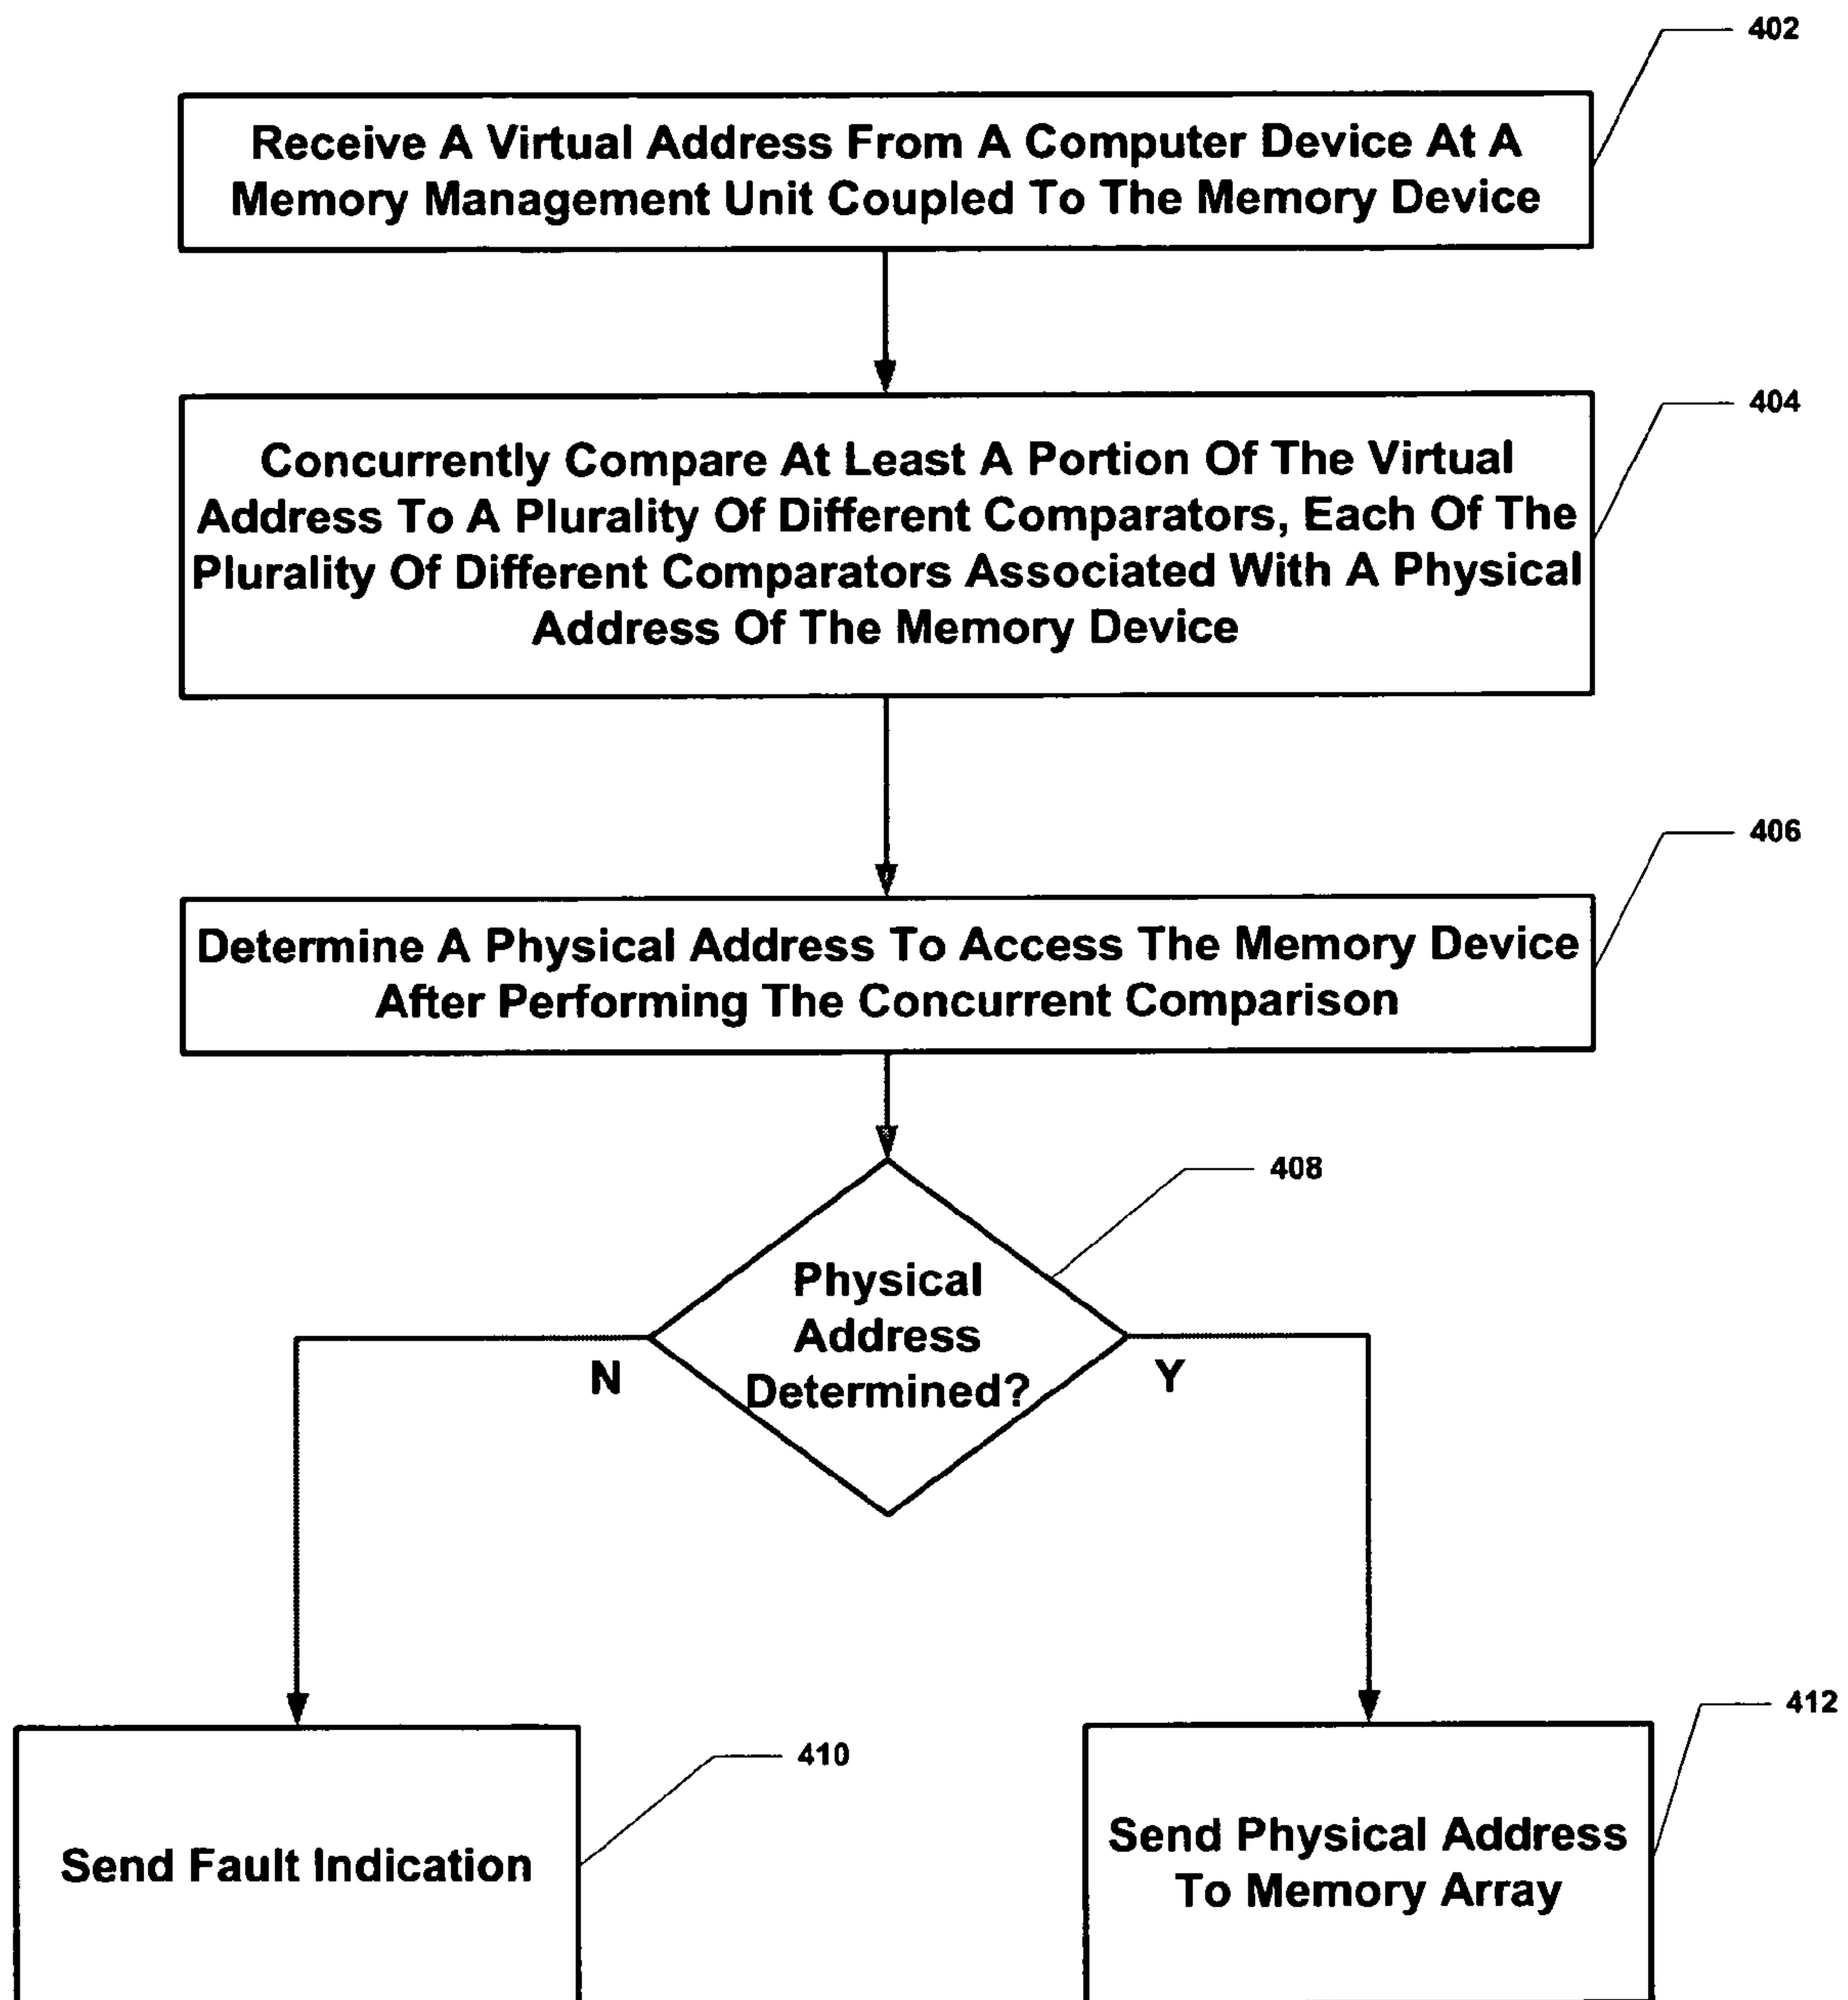 402
Receive A Virtual Address From A Computer Device At A
Memory Management Unit Coupled To The Memory Device
404
Concurrently Compare At Least A Portion Of The Virtual
Address To A Plurality Of Different Comparators, Each Of The
Plurality Of Different Comparators Associated With A Physical
Address Of The Memory Device
406
Determine A Physical Address To Access The Memory Device
After Performing The Concurrent Comparison
408
Physical
Address
Determined?
N
Y
412
410
Send Fault Indication
Send Physical Address
To Memory Array